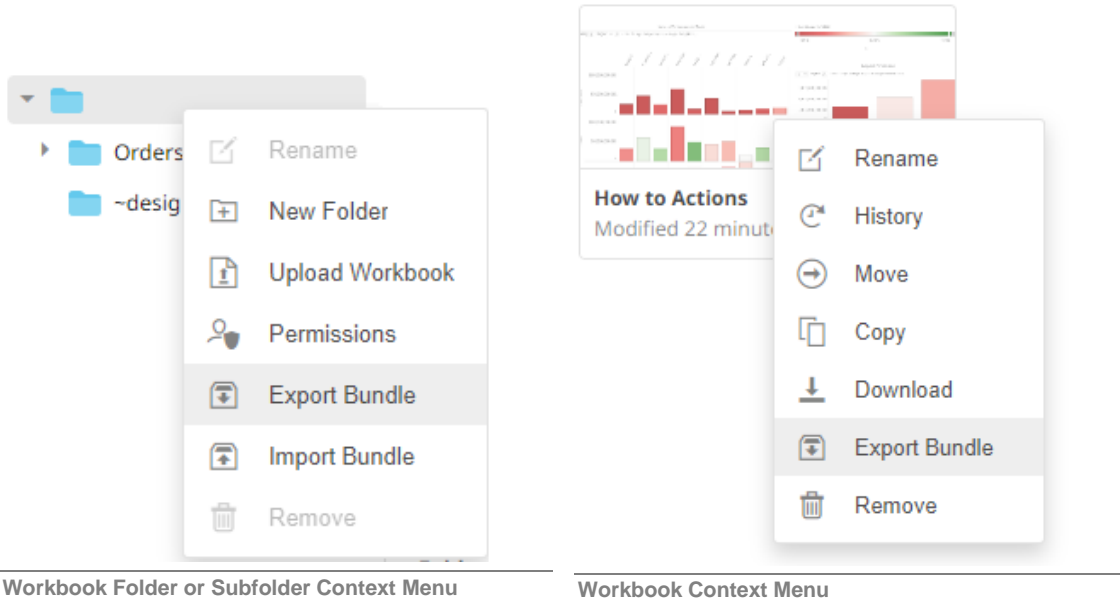 Orders
~desig
Rename
New Folder
Upload Workbook
Permissions
Export Bundle
Import Bundle
Remove
Workbook Folder or Subfolder Context Menu
How to Actions
Modified 22 minut
Rename
History
Move
Copy
Download
Export Bundle
Remove
Workbook Context Menu